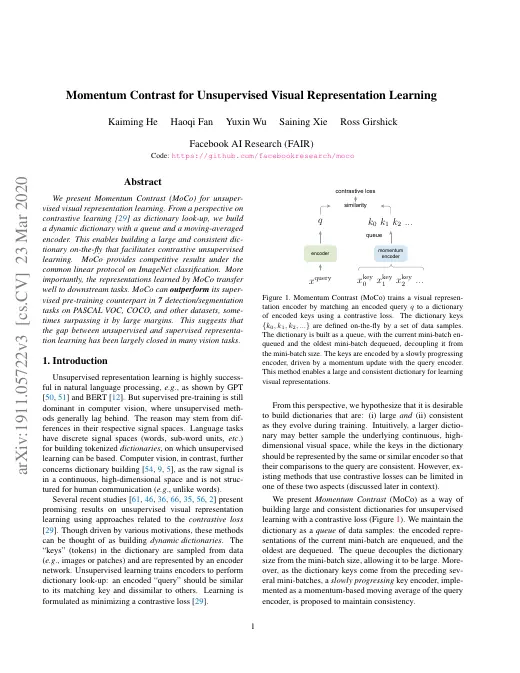 Momentum Contrast for Unsupervised Visual Representation Learning
Kaiming He Haoqi Fan Yuxin Wu Saining Xie Ross Girshick
Facebook AI Research (FAIR)
Code: https://github.com/facebookresearch/moco
arXiv:1911.05722v3 [cs.CV] 23 Mar 2020
Abstract
We present Momentum Contrast (MoCo) for unsuper-
vised visual representation learning. From a perspective on
contrastive learning [29] as dictionary look-up, we build
a dynamic dictionary with a queue and a moving-averaged
encoder. This enables building a large and consistent dic-
tionary on-the-fly that facilitates contrastive unsupervised
learning. MoCo provides competitive results under the
common linear protocol on ImageNet classification. More
importantly, the representations learned by MoCo transfer
well to downstream tasks. MoCo can outperform its super-
vised pre-training counterpart in 7 detection/segmentation
tasks on PASCAL VOC, COCO, and other datasets, some-
times surpassing it by large margins. This suggests that
the gap between unsupervised and supervised representa-
tion learning has been largely closed in many vision tasks.
1. Introduction
Unsupervised representation learning is highly success-
ful in natural language processing, e.g., as shown by GPT
[50, 51] and BERT [12]. But supervised pre-training is still
dominant in computer vision, where unsupervised meth-
ods generally lag behind. The reason may stem from dif-
ferences in their respective signal spaces. Language tasks
have discrete signal spaces (words, sub-word units, etc.)
for building tokenized dictionaries, on which unsupervised
learning can be based. Computer vision, in contrast, further
concerns dictionary building [54, 9, 5], as the raw signal is
in a continuous, high-dimensional space and is not struc-
tured for human communication (e.g., unlike words).
Several recent studies [61, 46, 36, 66, 35, 56, 2] present
promising results on unsupervised visual representation
learning using approaches related to the contrastive loss
[29]. Though driven by various motivations, these methods
can be thought of as building dynamic dictionaries. The
“keys” (tokens) in the dictionary are sampled from data
(e.g., images or patches) and are represented by an encoder
network. Unsupervised learning trains encoders to perform
dictionary look-up: an encoded “query” should be similar
to its matching key and dissimilar to others. Learning is
formulated as minimizing a contrastive loss [29].
contrastive loss
similarity
q
k0 k1 k2 ...
queue
encoder
momentum
encoder
x^query
x0^key x1^key x2^key ...
Figure 1. Momentum Contrast (MoCo) trains a visual represen-
tation encoder by matching an encoded query q to a dictionary
of encoded keys using a contrastive loss. The dictionary keys
{k0, k1, k2, ...} are defined on-the-fly by a set of data samples.
The dictionary is built as a queue, with the current mini-batch en-
queued and the oldest mini-batch dequeued, decoupling it from
the mini-batch size. The keys are encoded by a slowly progressing
encoder, driven by a momentum update with the query encoder.
This method enables a large and consistent dictionary for learning
visual representations.
From this perspective, we hypothesize that it is desirable
to build dictionaries that are: (i) large and (ii) consistent
as they evolve during training. Intuitively, a larger dictio-
nary may better sample the underlying continuous, high-
dimensional visual space, while the keys in the dictionary
should be represented by the same or similar encoder so that
their comparisons to the query are consistent. However, ex-
isting methods that use contrastive losses can be limited in
one of these two aspects (discussed later in context).
We present Momentum Contrast (MoCo) as a way of
building large and consistent dictionaries for unsupervised
learning with a contrastive loss (Figure 1). We maintain the
dictionary as a queue of data samples: the encoded repre-
sentations of the current mini-batch are enqueued, and the
oldest are dequeued. The queue decouples the dictionary
size from the mini-batch size, allowing it to be large. More-
over, as the dictionary keys come from the preceding sev-
eral mini-batches, a slowly progressing key encoder, imple-
mented as a momentum-based moving average of the query
encoder, is proposed to maintain consistency.
1